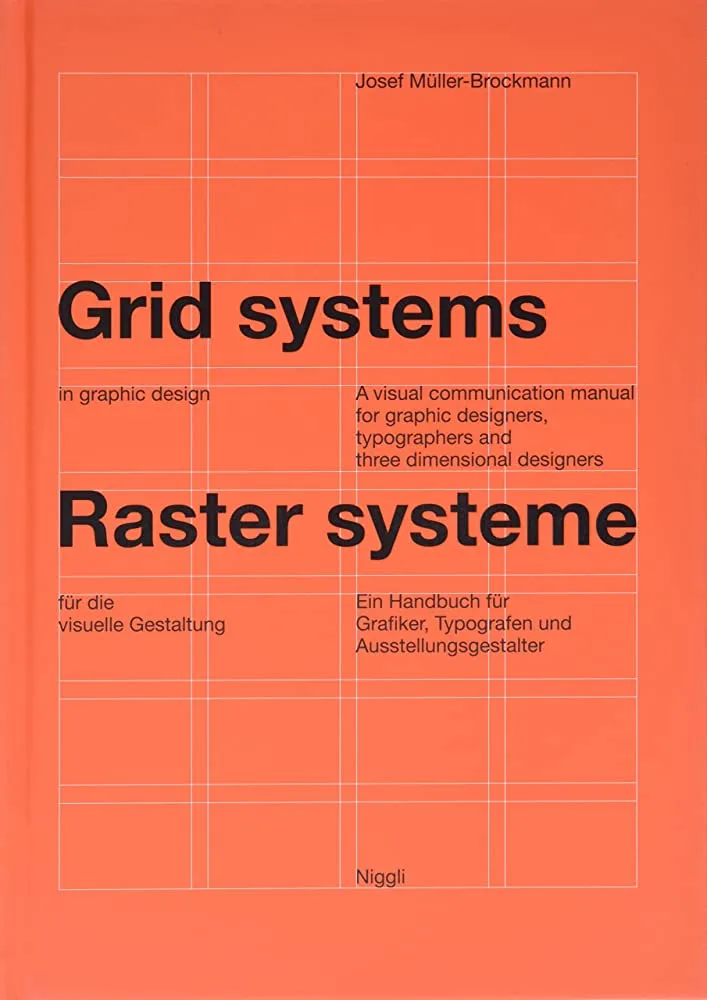 Josef Müller-Brockmann
Grid systems
in graphic design
A visual communication manual
for graphic designers,
typographers and
three dimensional designers
Raster systeme
für die
visuelle Gestaltung
Ein Handbuch für
Grafiker, Typografen und
Ausstellungsgestalter
Niggli